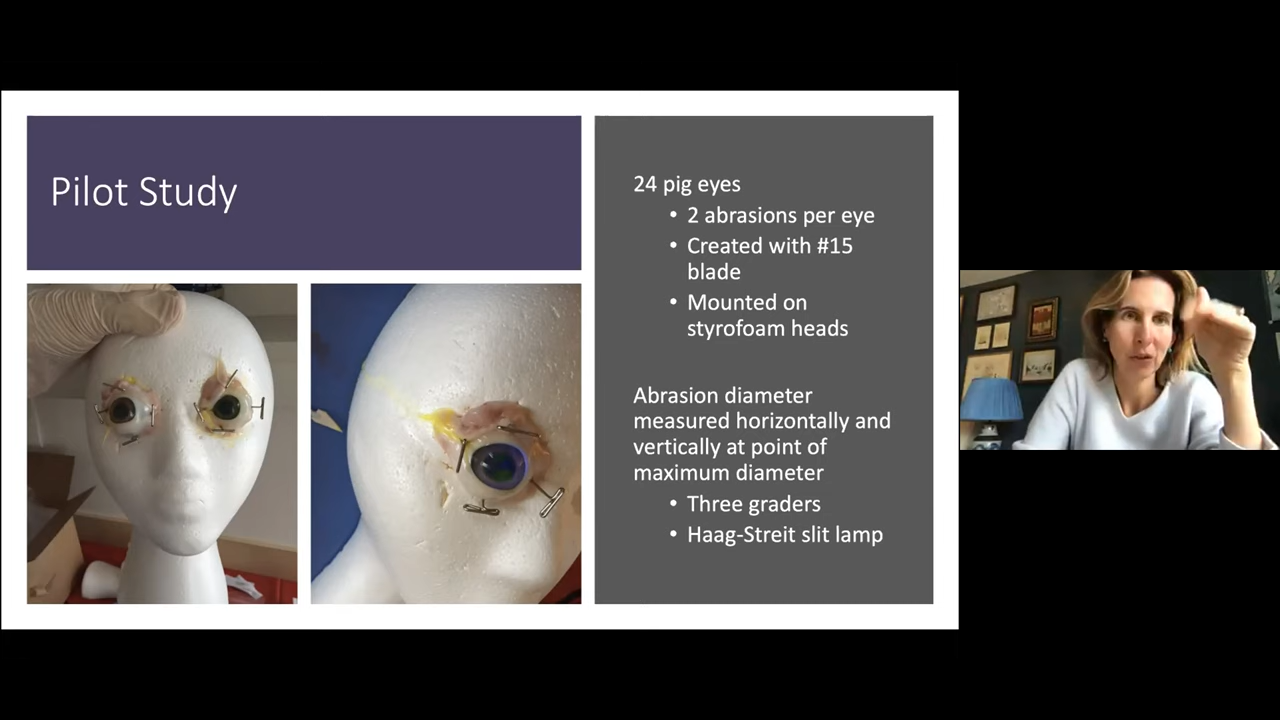 Pilot Study
24 pig eyes
• 2 abrasions per eye
• Created with #15
blade
• Mounted on
styrofoam heads
Abrasion diameter
measured horizontally and
vertically at point of
maximum diameter
• Three graders
• Haag-Streit slit lamp